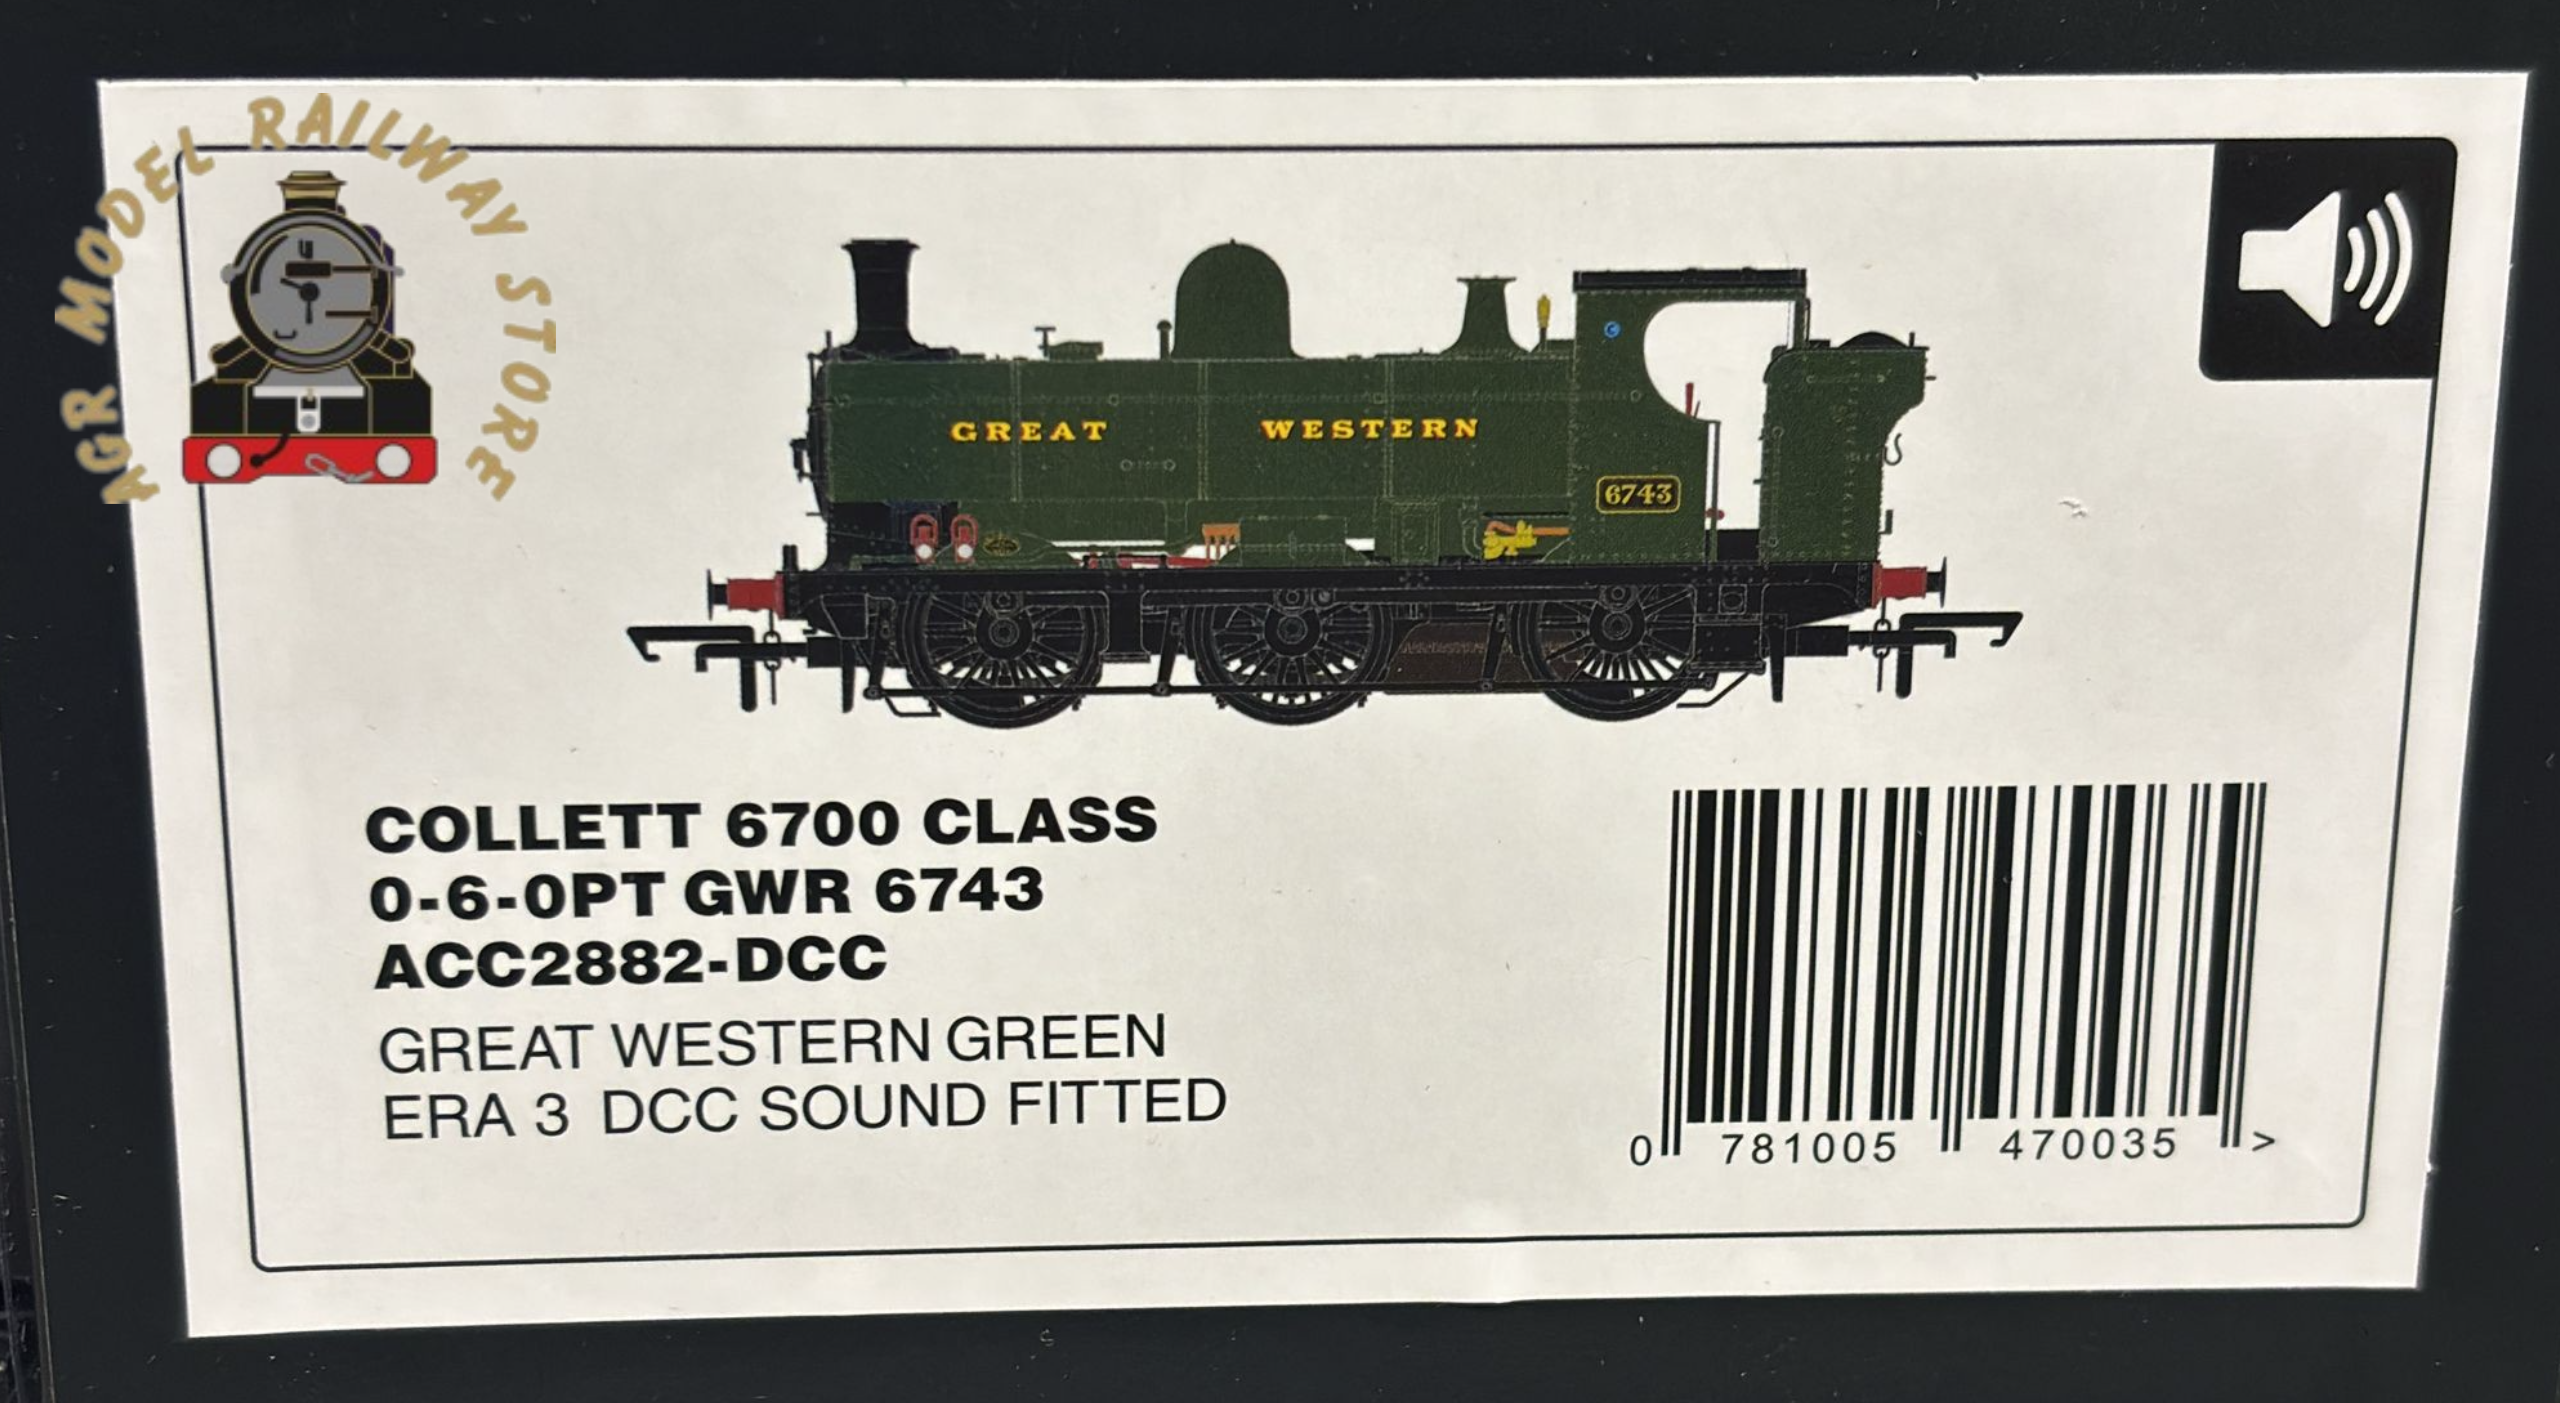 AGR MODEL RAILWAY STORE
GREAT WESTERN
6743
COLLETT 6700 CLASS
0-6-0PT GWR 6743
ACC2882-DCC
GREAT WESTERN GREEN
ERA 3 DCC SOUND FITTED
0 781005 470035 >